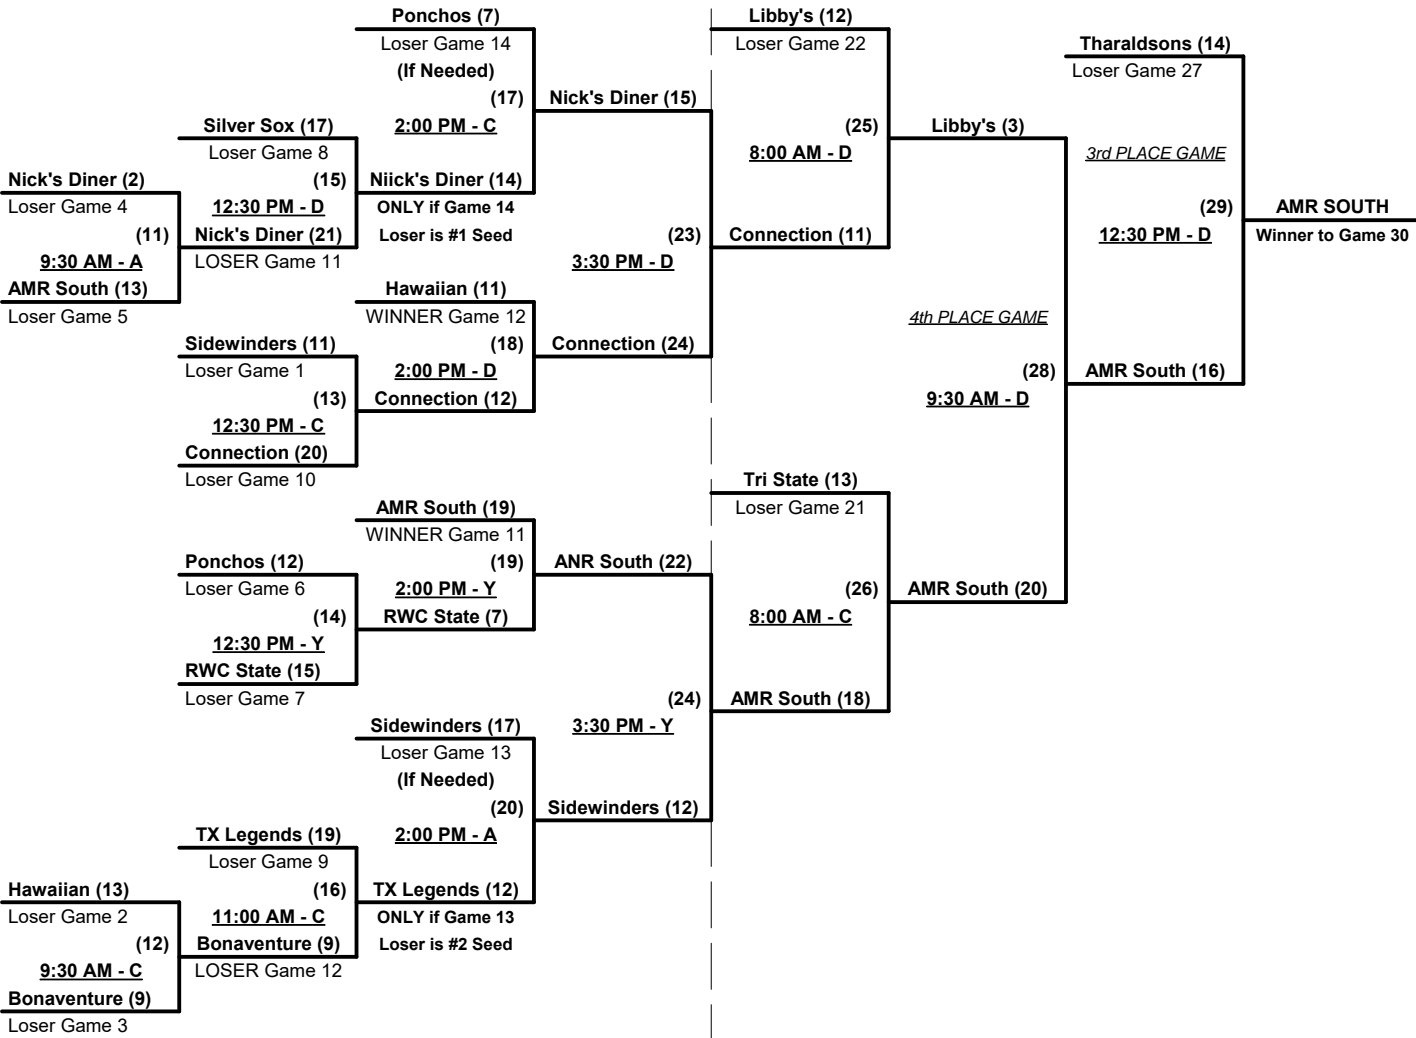 Ponchos (7)
Loser Game 14
(If Needed)
(17)
2:00 PM - C
Silver Sox (17)
Loser Game 8
(15)
12:30 PM - D
Nick's Diner (2)
Loser Game 4
(11)
9:30 AM - A
AMR South (13)
Loser Game 5
Nick's Diner (21)
LOSER Game 11
Niick's Diner (14)
ONLY if Game 14
Loser is #1 Seed
Nick's Diner (15)
(23)
3:30 PM - D
Hawaiian (11)
WINNER Game 12
(18)
2:00 PM - D
Connection (12)
Sidewinders (11)
Loser Game 1
(13)
12:30 PM - C
Connection (20)
Loser Game 10
Connection (24)
AMR South (19)
WINNER Game 11
(19)
2:00 PM - Y
RWC State (7)
Ponchos (12)
Loser Game 6
(14)
12:30 PM - Y
RWC State (15)
Loser Game 7
ANR South (22)
(24)
3:30 PM - Y
Sidewinders (17)
Loser Game 13
(If Needed)
(20)
2:00 PM - A
Sidewinders (12)
TX Legends (19)
Loser Game 9
(16)
11:00 AM - C
Bonaventure (9)
LOSER Game 12
TX Legends (12)
ONLY if Game 13
Loser is #2 Seed
Hawaiian (13)
Loser Game 2
(12)
9:30 AM - C
Bonaventure (9)
Loser Game 3
Libby's (12)
Loser Game 22
(25)
8:00 AM - D
Connection (11)
Libby's (3)
4th PLACE GAME
(28)
9:30 AM - D
Tri State (13)
Loser Game 21
(26)
8:00 AM - C
AMR South (18)
AMR South (20)
Tharaldsons (14)
Loser Game 27
3rd PLACE GAME
(29)
12:30 PM - D
AMR South (16)
AMR SOUTH
Winner to Game 30